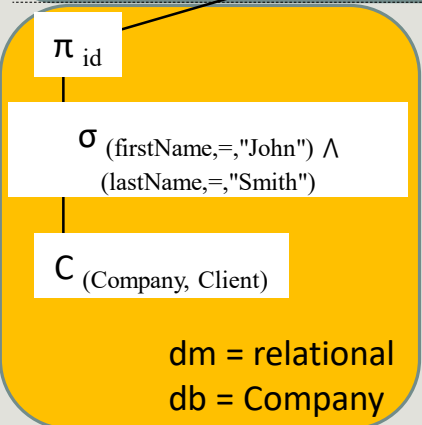 π id
σ (firstName,=,"John") ∧
(lastName,=,"Smith")
C (Company, Client)
dm = relational
db = Company